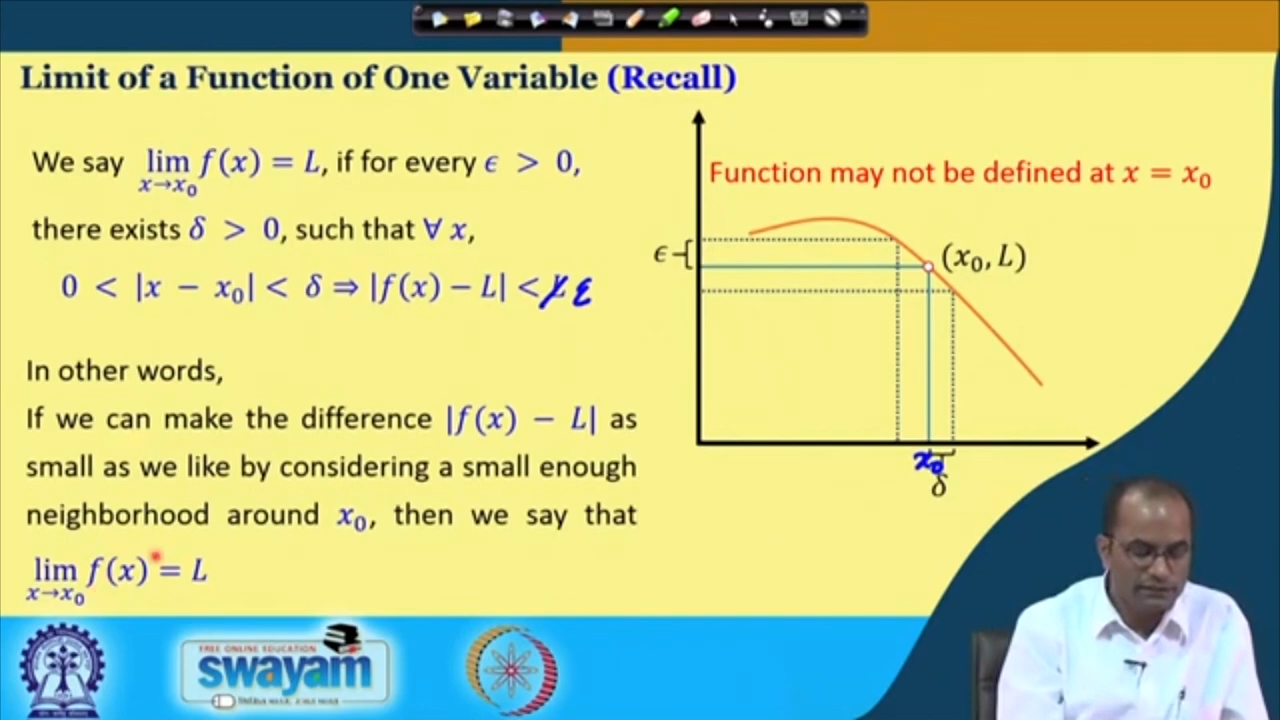 Limit of a Function of One Variable (Recall)
We say lim f(x) = L, if for every ϵ > 0,
x→x₀
there exists δ > 0, such that ∀ x,
0 < |x − x₀| < δ ⇒ |f(x) − L| < ε
In other words,
If we can make the difference |f(x) − L| as
small as we like by considering a small enough
neighborhood around x₀, then we say that
lim f(x) = L
x→x₀
Function may not be defined at x = x₀
ϵ
(x₀, L)
x₀
δ
FREE ONLINE EDUCATION
swayam